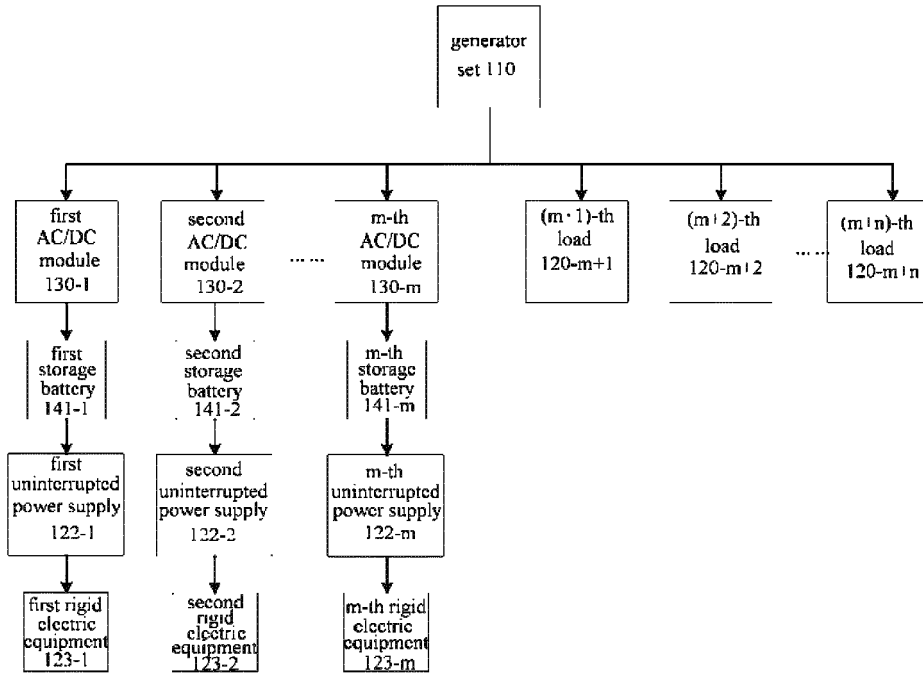 generator
set 110
first
AC/DC
module
130-1
second
AC/DC
module
130-2
......
m-th
AC/DC
module
130-m
(m+1)-th
load
120-m+1
(m+2)-th
load
120-m+2
......
(m+n)-th
load
120-m+n
first
storage
battery
141-1
second
storage
battery
141-2
m-th
storage
battery
141-m
first
uninterrupted
power supply
122-1
second
uninterrupted
power supply
122-2
m-th
uninterrupted
power supply
122-m
first rigid
electric
equipment
123-1
second
rigid
electric
equipment
123-2
m-th rigid
electric
equipment
123-m